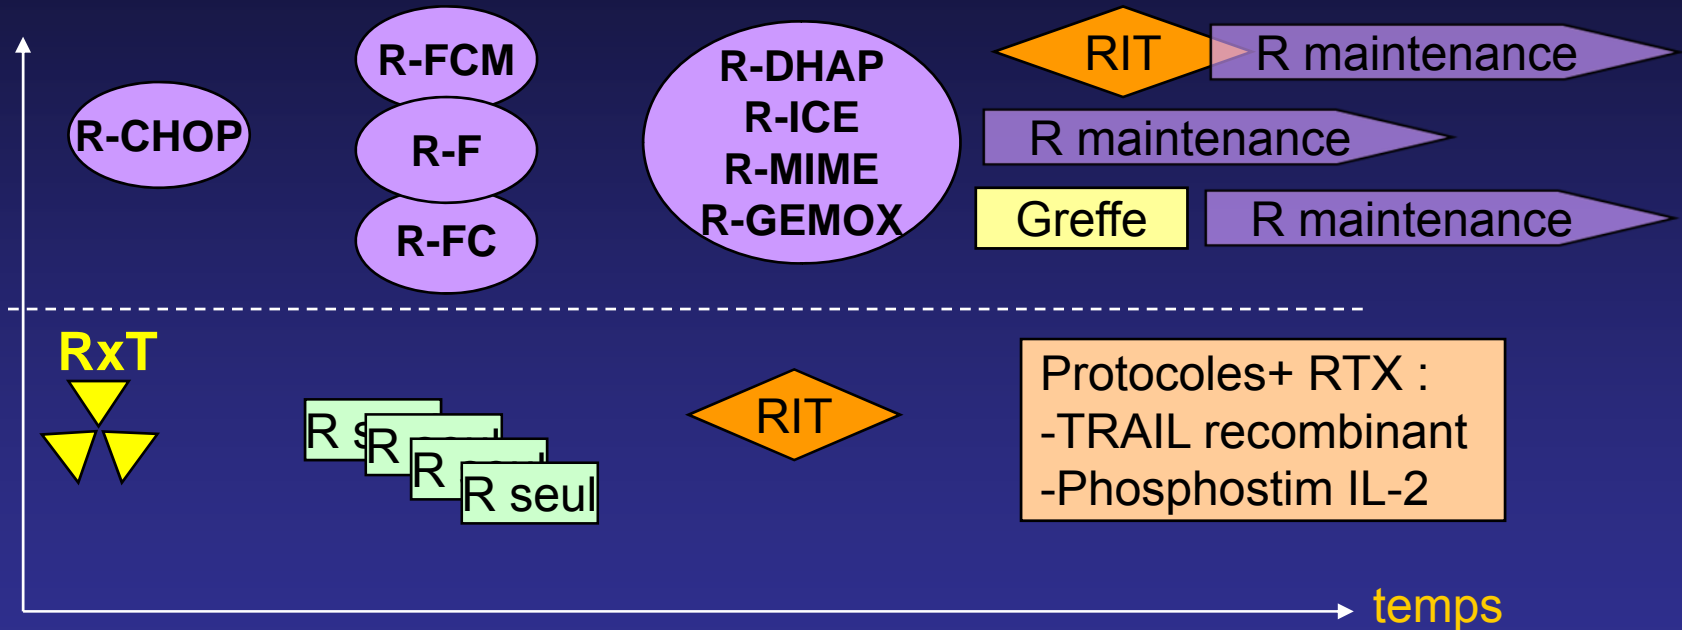 R-CHOP
R-FCM
R-F
R-FC
R-DHAP
R-ICE
R-MIME
R-GEMOX
RIT
R maintenance
R maintenance
Greffe
R maintenance
RxT
R s
R
R
R seul
RIT
Protocoles+ RTX :
-TRAIL recombinant
-Phosphostim IL-2
temps